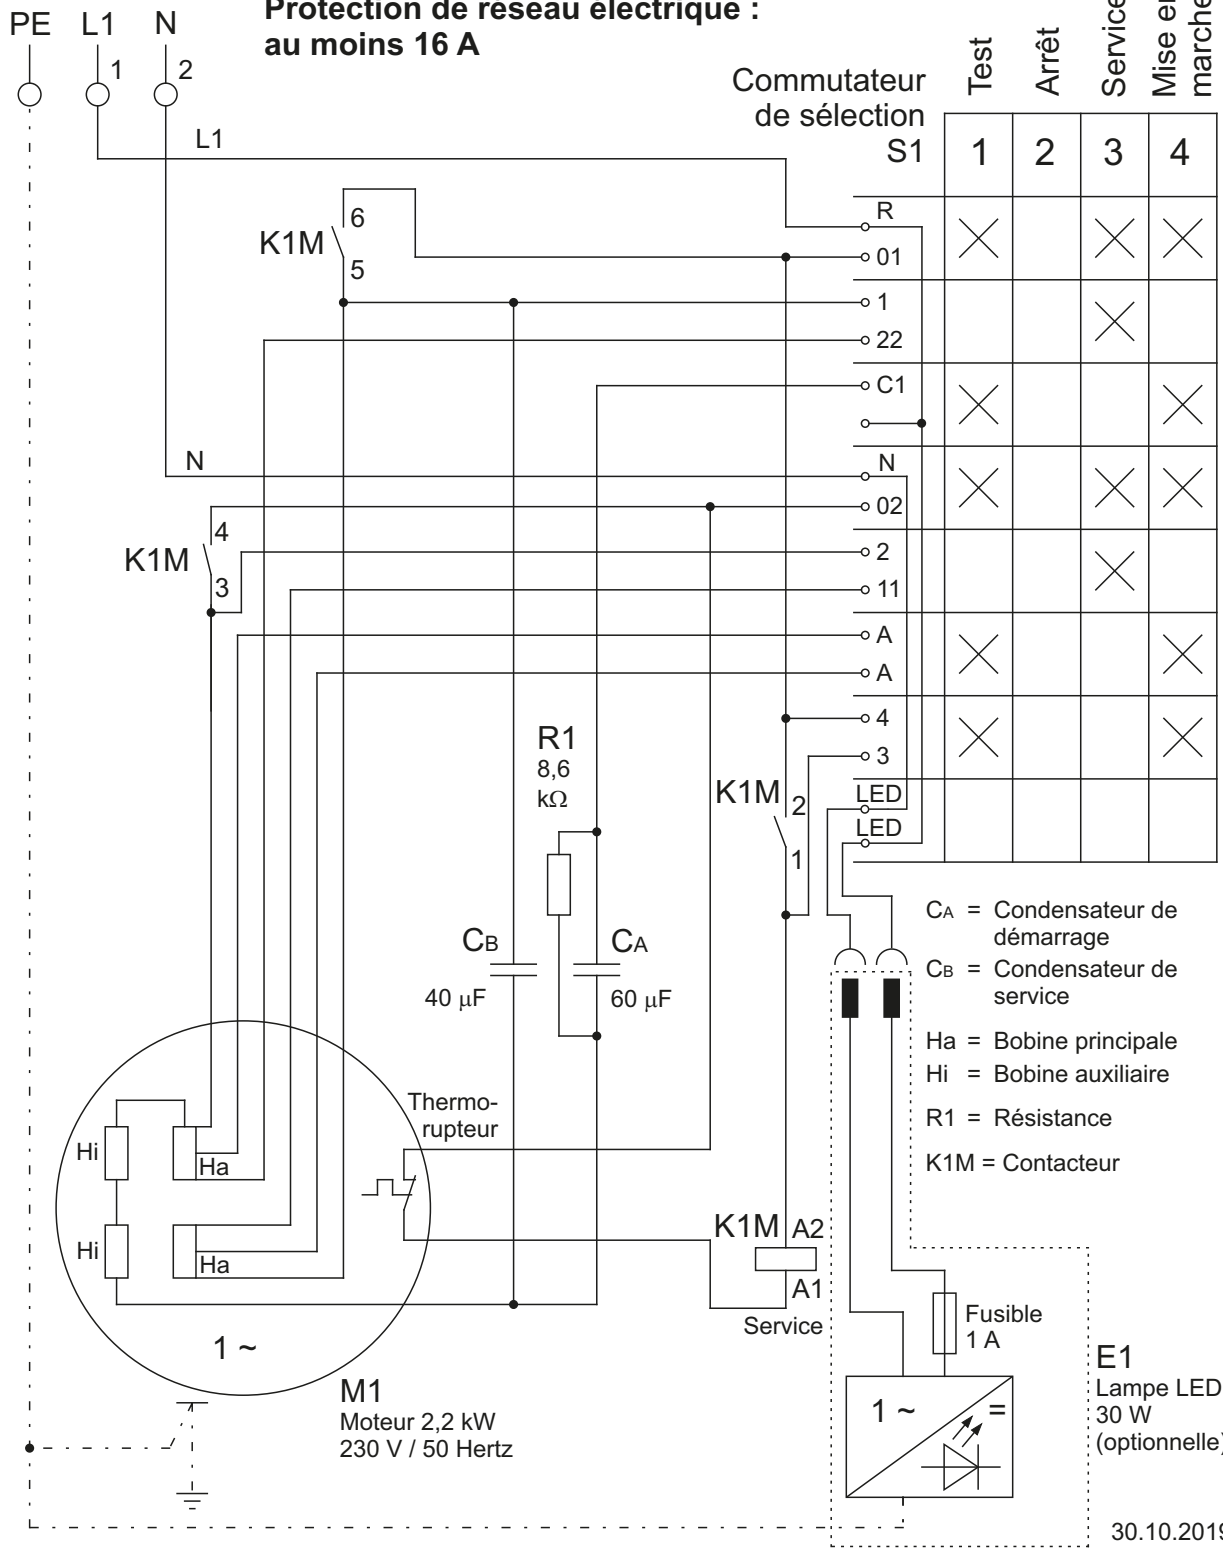 Protection de réseau électrique :
au moins 16 A
PE L1 N
1 2
Commutateur
de sélection
S1
Test
Arrêt
Service
Mise en
marche
1 2 3 4
L1
R
01
K1M
6
5
1
22
C1
N
N
02
K1M
4
3
2
11
A
A
4
3
R1
8,6
kΩ
K1M
2
1
LED
LED
CB
40 µF
CA
60 µF
CA = Condensateur de
démarrage
CB = Condensateur de
service
Ha = Bobine principale
Hi = Bobine auxiliaire
R1 = Résistance
K1M = Contacteur
Thermo-
rupteur
Hi
Ha
Hi
Ha
K1M
A2
A1
Service
1 ~
M1
Moteur 2,2 kW
230 V / 50 Hertz
Fusible
1 A
1 ~ =
E1
Lampe LED
30 W
(optionnelle)
30.10.2019